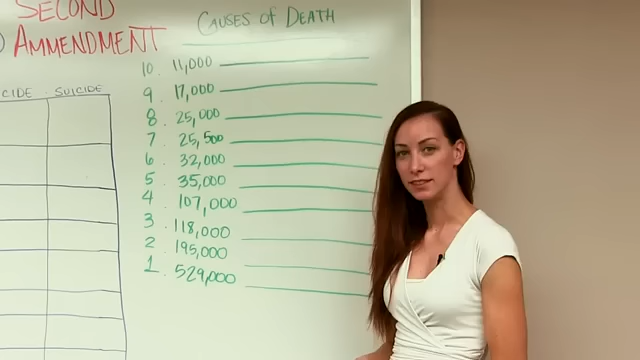 SECOND
AMMENDMENT
CIDE SUICIDE
CAUSES OF DEATH
10. 11,000
9. 17,000
8. 25,000
7. 25,500
6. 32,000
5. 35,000
4. 107,000
3. 118,000
2. 195,000
1. 529,000